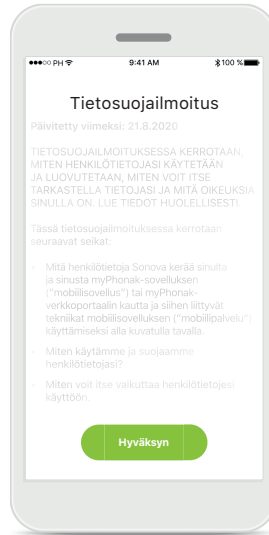 PH 9:41 AM 100 %
Tietosuojailmoitus
Päivitetty viimeksi: 21.8.2020
TIETOSUOJAILMOITUKSESSA KERROTAAN,
MITEN HENKILÖTIETOJASI KÄYTETÄÄN
JA LUOVUTETAAN, MITEN VOIT ITSE
TARKASTELLA TIETOJASI JA MITÄ OIKEUKSIA
SINULLA ON. LUE TIEDOT HUOLELLISESTI.
Tässä tietosuojailmoituksessa kerrotaan
seuraavat seikat:
• Mitä henkilötietoja Sonova kerää sinulta
ja sinusta myPhonak-sovelluksen
("mobiilisovellus") tai myPhonak-
verkkoportaalin kautta ja siihen liittyvät
tekniikat mobiilisovelluksen ("mobiilipalvelu")
käyttämiseksi alla kuvatulla tavalla.
• Miten käytämme ja suojaamme
henkilötietojasi?
• Miten voit itse vaikuttaa henkilötietojesi
käyttöön.
Hyväksyn